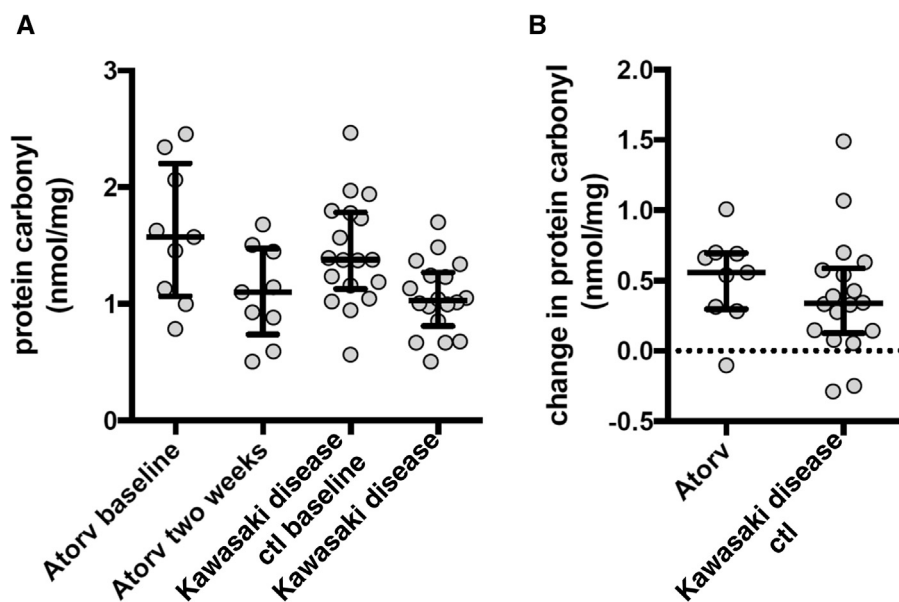 A
protein carbonyl
(nmol/mg)
3
2
1
0
Atorv baseline
Atorv two weeks
Kawasaki disease
ctl baseline
Kawasaki disease
B
change in protein carbonyl
(nmol/mg)
2.0
1.5
1.0
0.5
0.0
-0.5
Atorv
Kawasaki disease
ctl